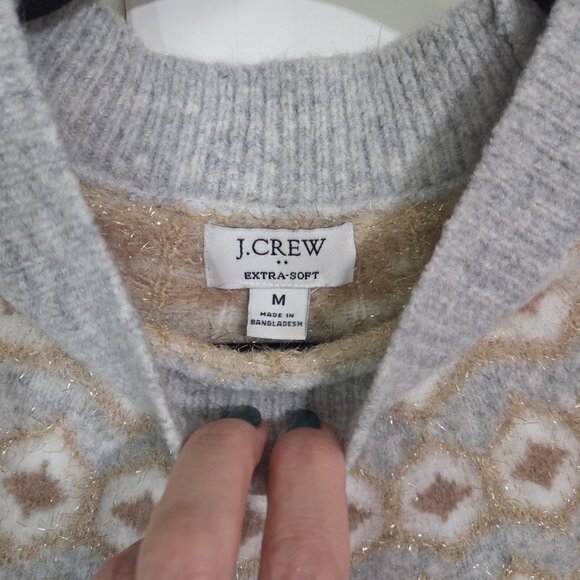 J.CREW
EXTRA-SOFT
M
MADE IN
BANGLADESH